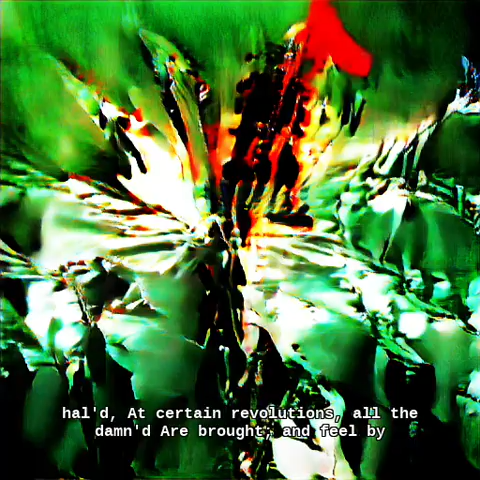 hal'd, At certain revolutions, all the
damn'd Are brought; and feel by